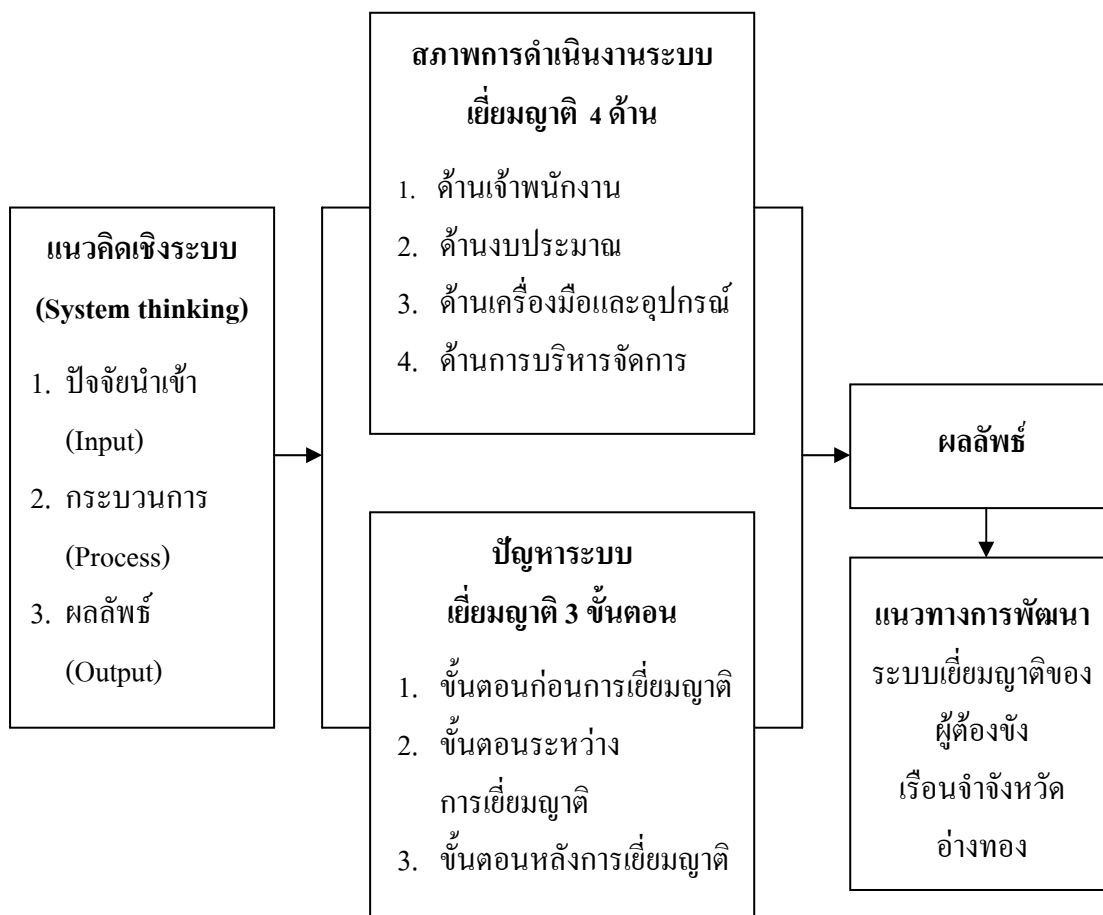 แนวคิดเชิงระบบ
(System thinking)
1. ปัจจัยนำเข้า
(Input)
2. กระบวนการ
(Process)
3. ผลลัพธ์
(Output)
สภาพการดำเนินงานระบบ
เยี่ยมญาติ 4 ด้าน
1. ด้านเจ้าพนักงาน
2. ด้านงบประมาณ
3. ด้านเครื่องมือและอุปกรณ์
4. ด้านการบริหารจัดการ
ปัญหาระบบ
เยี่ยมญาติ 3 ขั้นตอน
1. ขั้นตอนก่อนการเยี่ยมญาติ
2. ขั้นตอนระหว่าง
การเยี่ยมญาติ
3. ขั้นตอนหลังการเยี่ยมญาติ
ผลลัพธ์
แนวทางการพัฒนา
ระบบเยี่ยมญาติของ
ผู้ต้องขัง
เรือนจำจังหวัด
อ่างทอง